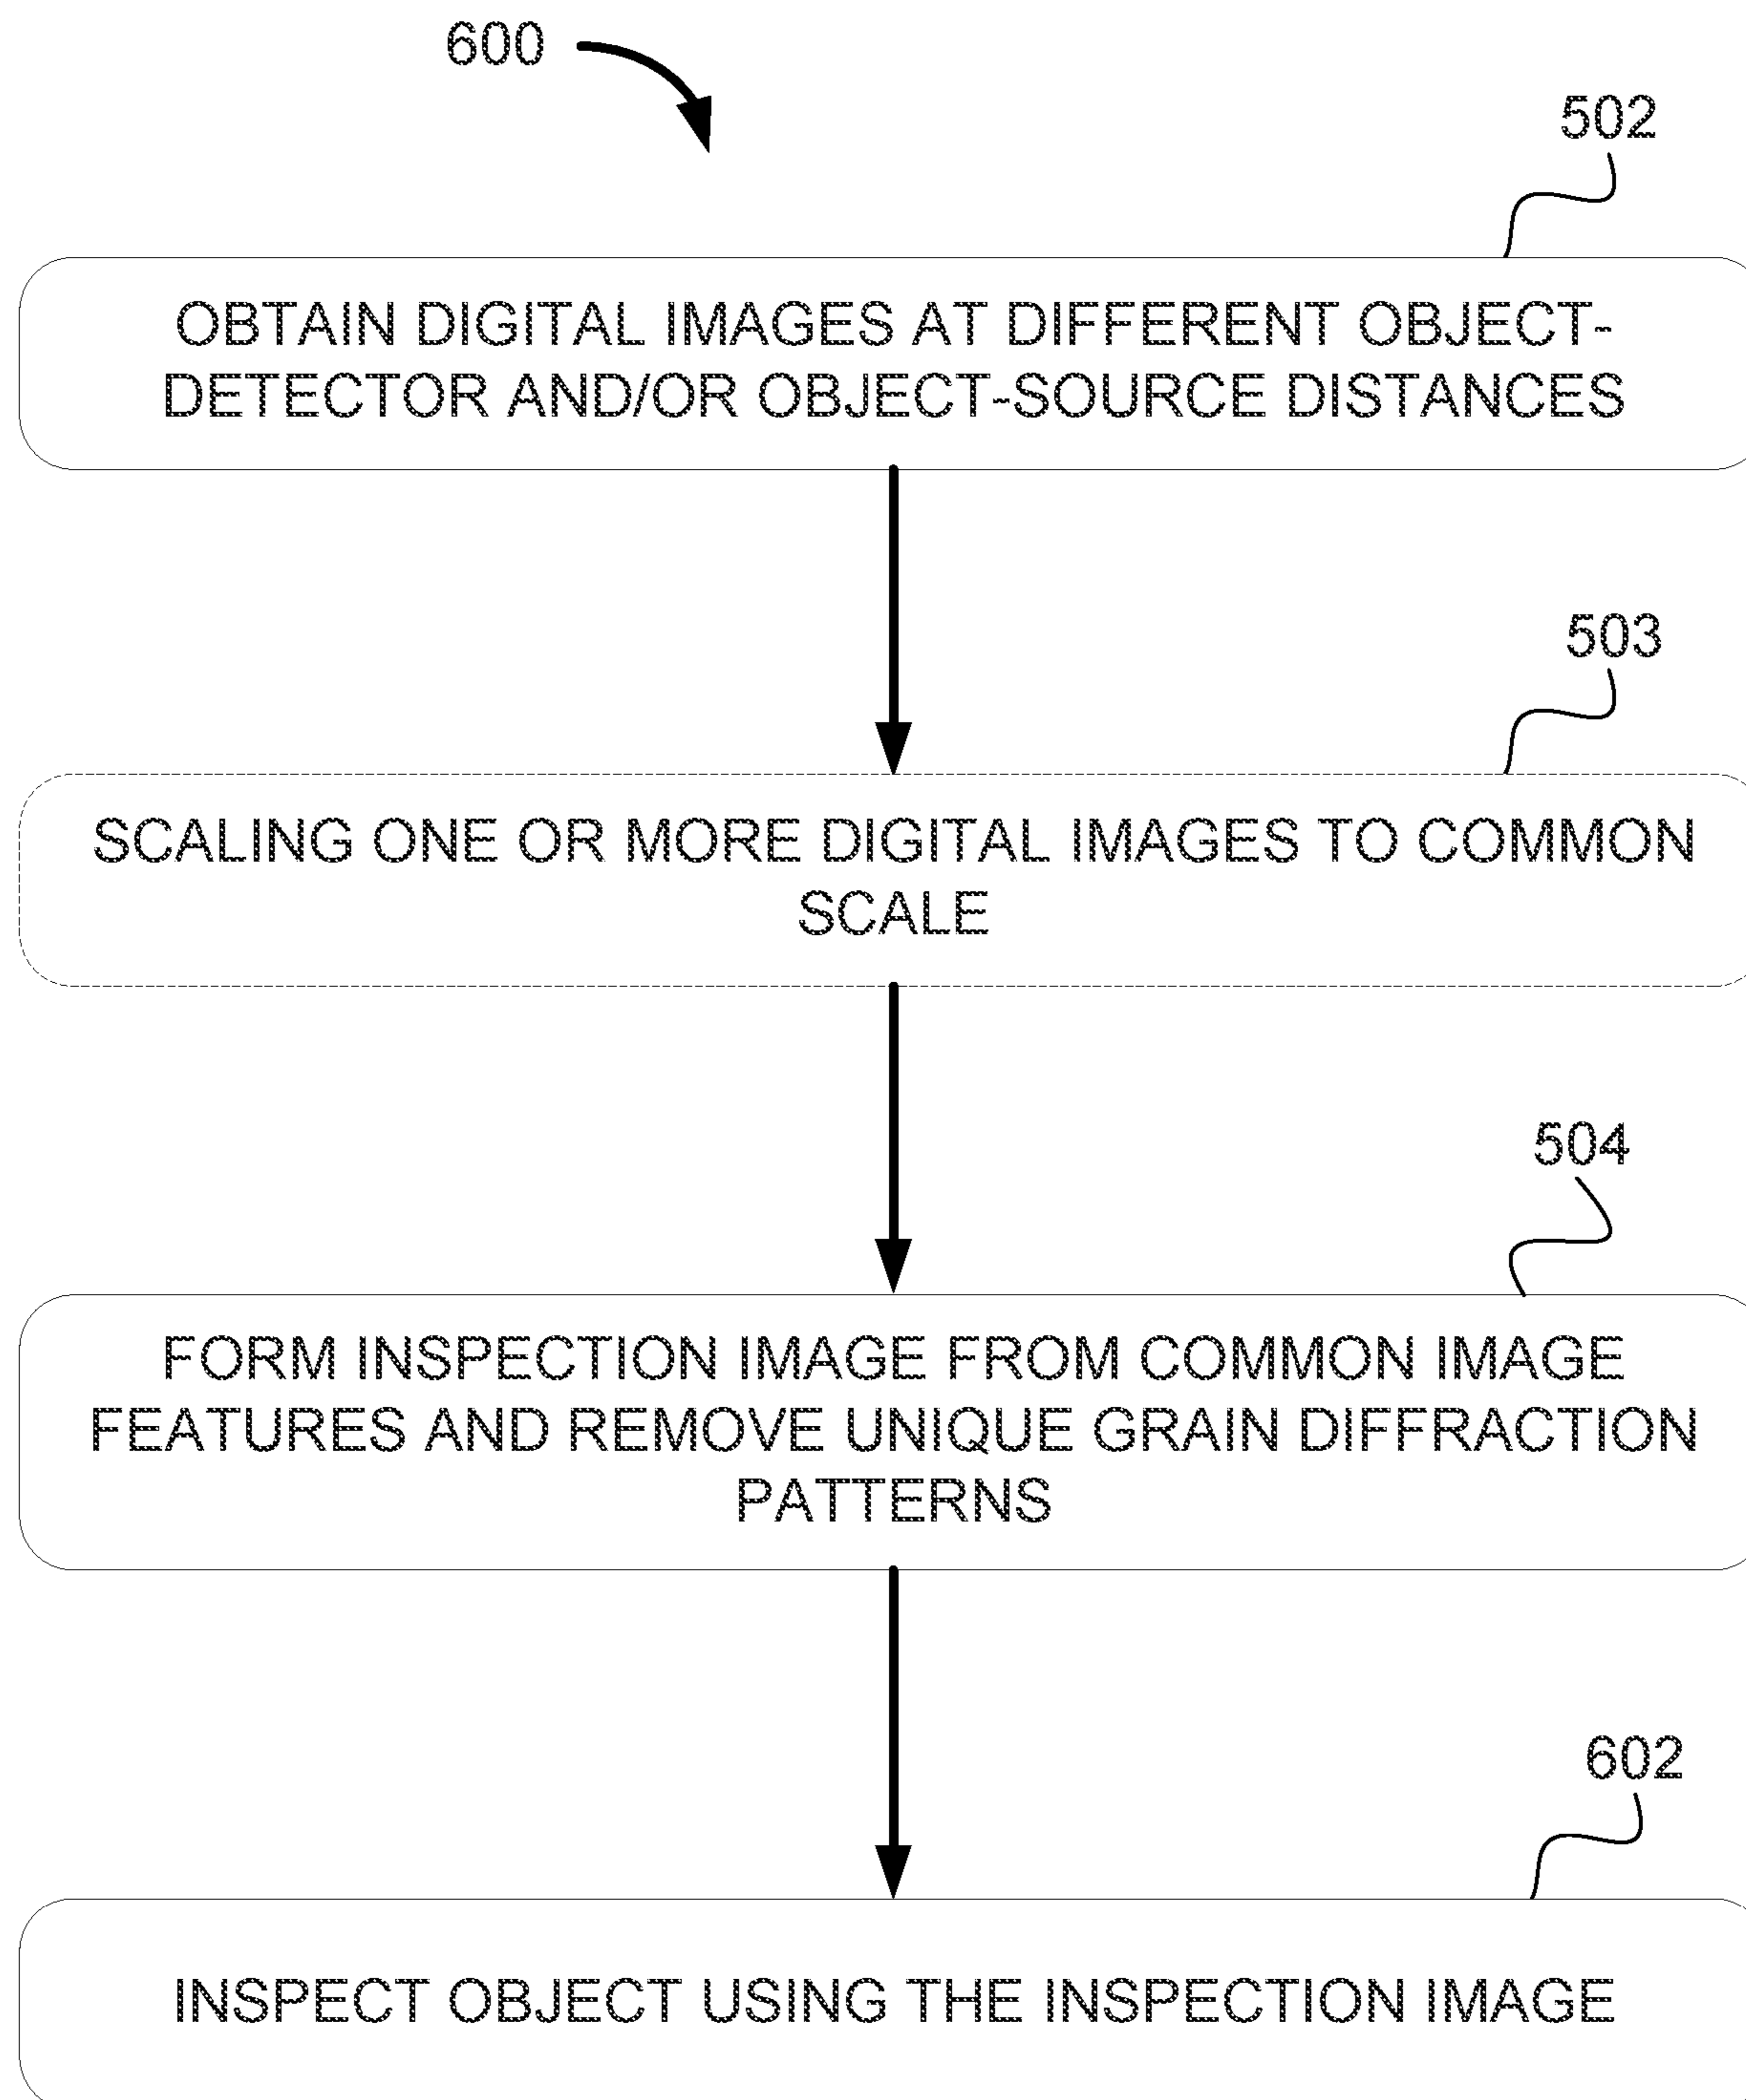 600
502
OBTAIN DIGITAL IMAGES AT DIFFERENT OBJECT-
DETECTOR AND/OR OBJECT-SOURCE DISTANCES
503
SCALING ONE OR MORE DIGITAL IMAGES TO COMMON
SCALE
504
FORM INSPECTION IMAGE FROM COMMON IMAGE
FEATURES AND REMOVE UNIQUE GRAIN DIFFRACTION
PATTERNS
602
INSPECT OBJECT USING THE INSPECTION IMAGE